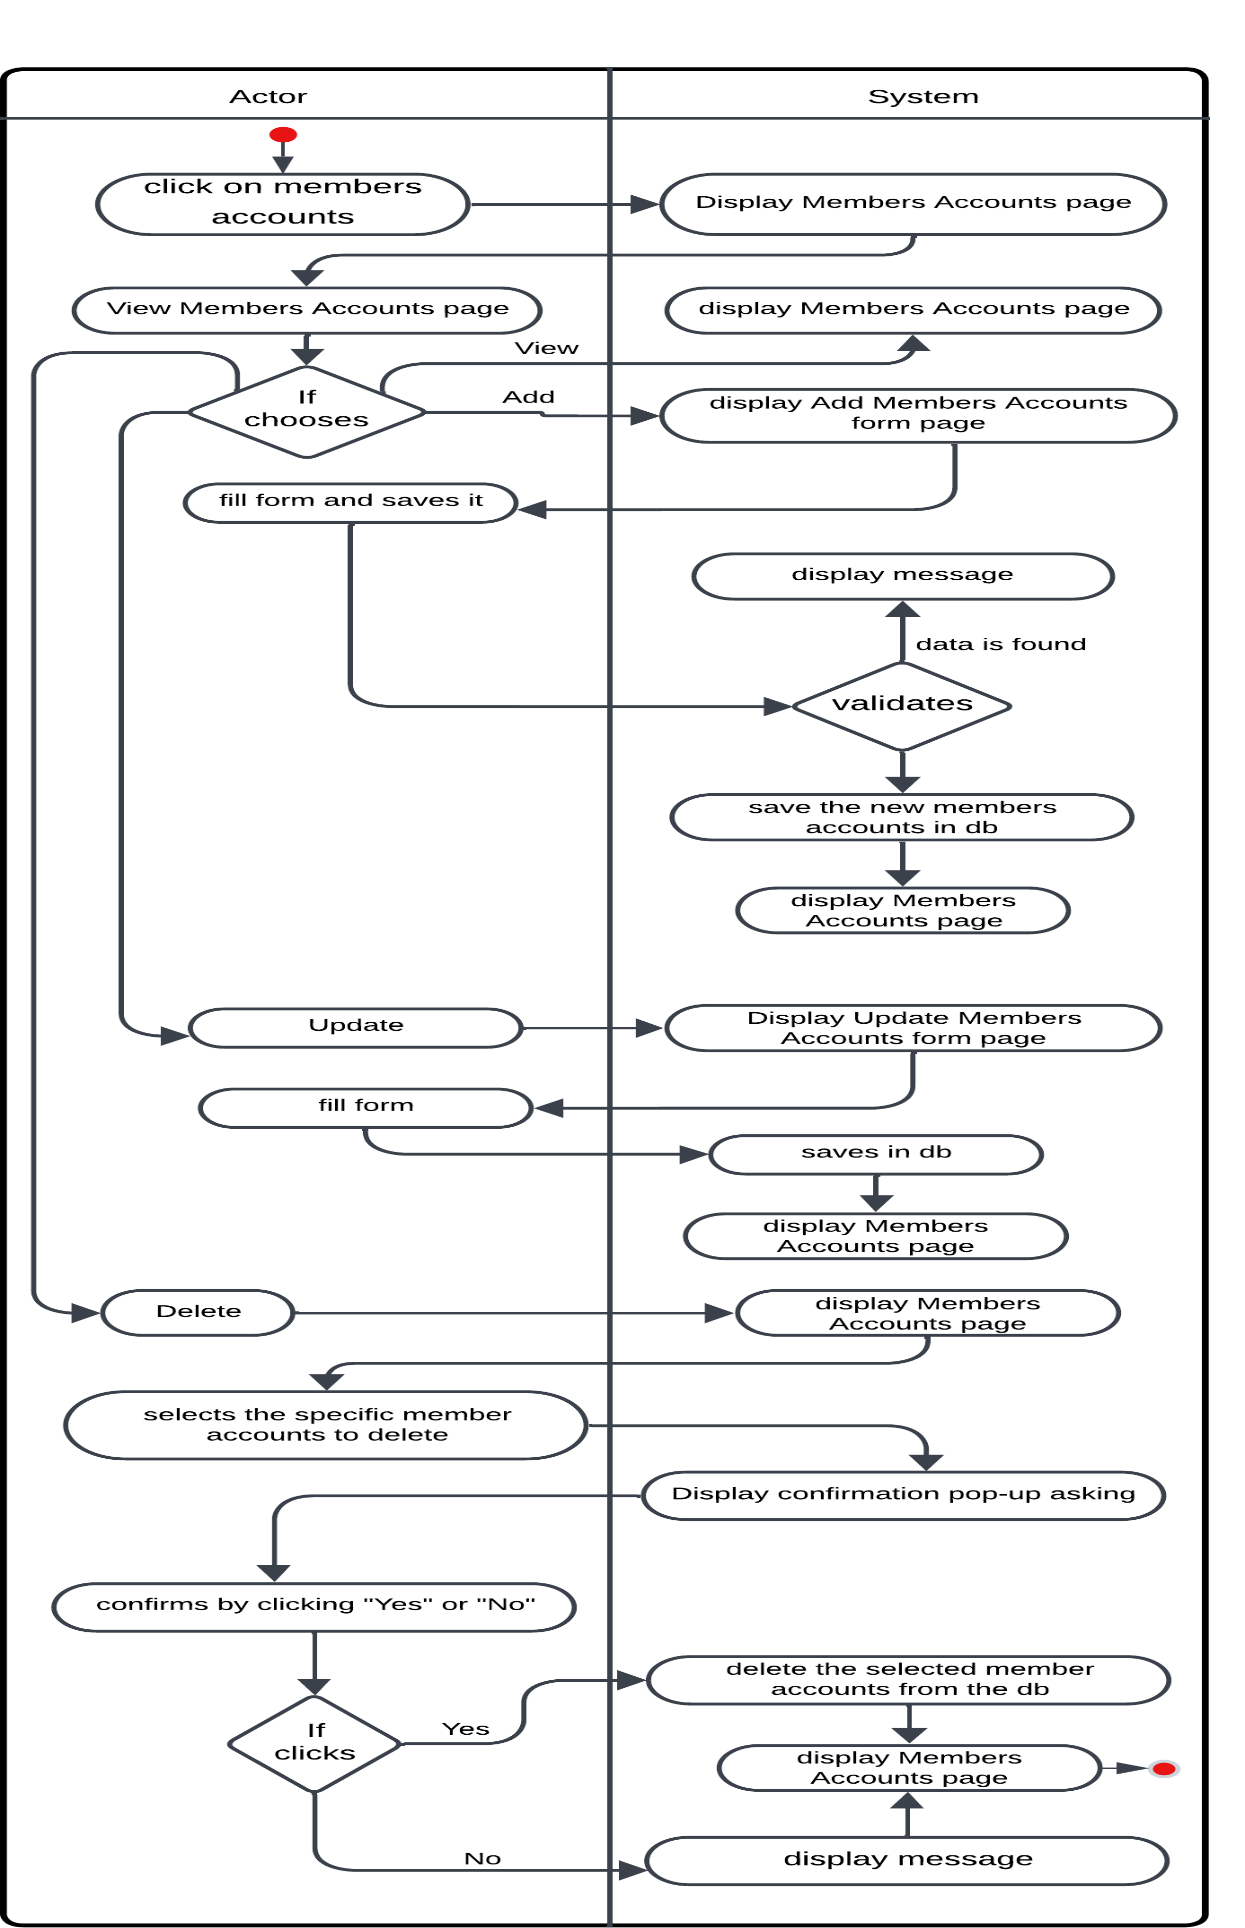 Actor
System
click on members
accounts
Display Members Accounts page
View Members Accounts page
display Members Accounts page
View
If
chooses
Add
display Add Members Accounts
form page
fill form and saves it
display message
data is found
validates
save the new members
accounts in db
display Members
Accounts page
Update
Display Update Members
Accounts form page
fill form
saves in db
display Members
Accounts page
Delete
display Members
Accounts page
selects the specific member
accounts to delete
Display confirmation pop-up asking
confirms by clicking "Yes" or "No"
delete the selected member
accounts from the db
If
clicks
Yes
display Members
Accounts page
No
display message